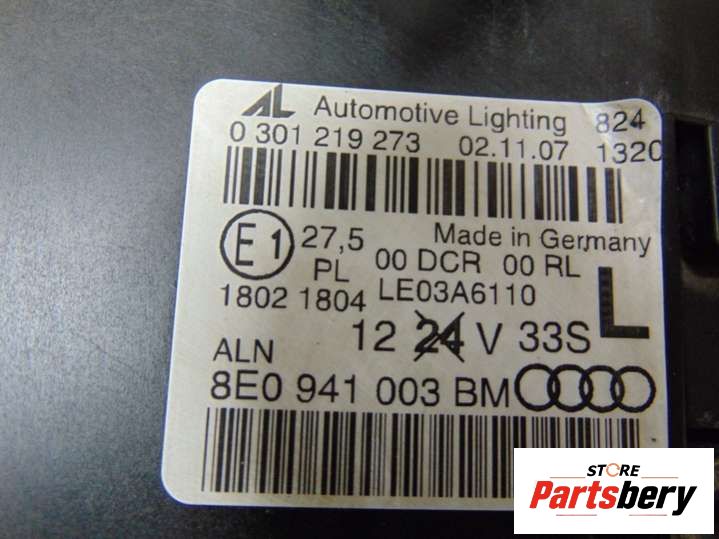 AL Automotive Lighting 824
0 301 219 273 02.11.07 1320
E1 27,5 Made in Germany
PL 00 DCR 00 RL
1802 1804 LE03A6110 L
12 24 V 33S
ALN
8E0 941 003 BM
STORE
Partsbery